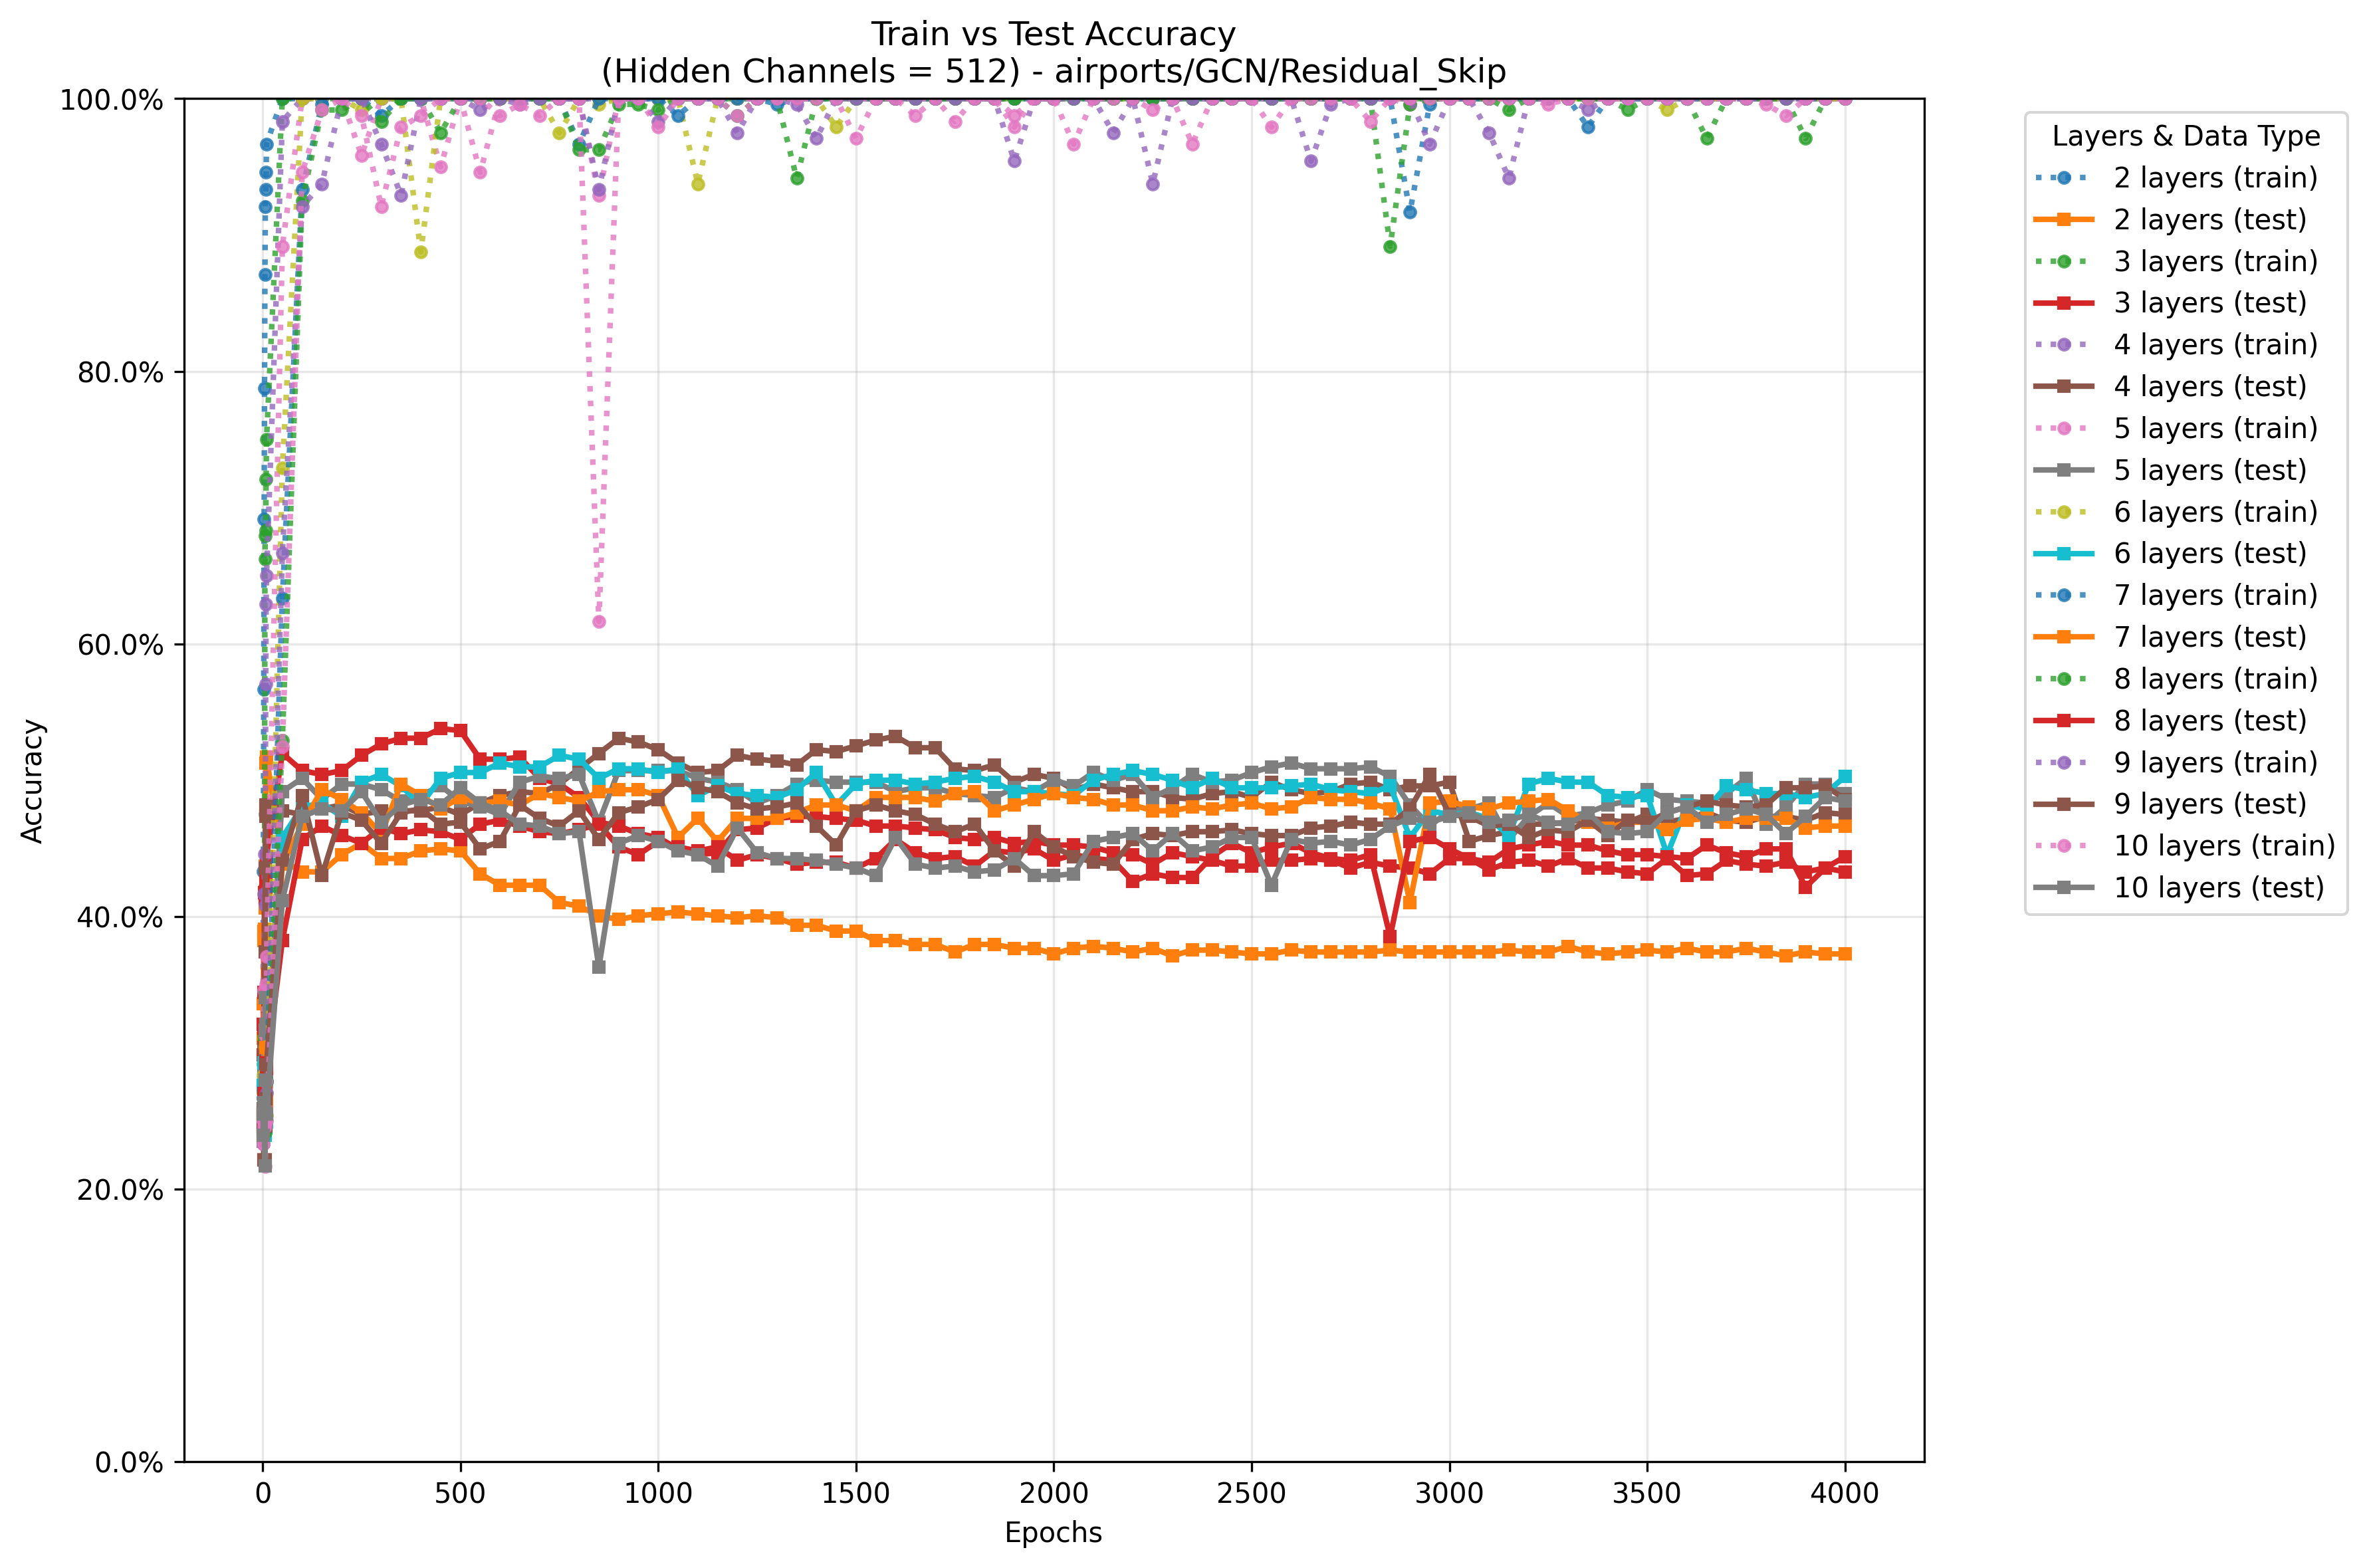 Train vs Test Accuracy
(Hidden Channels = 512) - airports/GCN/Residual_Skip
100.0%
80.0%
60.0%
40.0%
20.0%
0.0%
Accuracy
0
500
1000
1500
2000
2500
3000
3500
4000
Epochs
Layers & Data Type
2 layers (train)
2 layers (test)
3 layers (train)
3 layers (test)
4 layers (train)
4 layers (test)
5 layers (train)
5 layers (test)
6 layers (train)
6 layers (test)
7 layers (train)
7 layers (test)
8 layers (train)
8 layers (test)
9 layers (train)
9 layers (test)
10 layers (train)
10 layers (test)